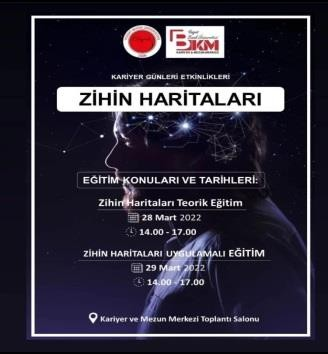 BKM
KARİYER GÜNLERİ ETKİNLİKLERİ
ZİHİN HARİTALARI
EĞİTİM KONULARI VE TARİHLERİ:
Zihin Haritaları Teorik Eğitim
28 Mart 2022
14.00 - 17.00
ZİHİN HARİTALARI UYGULAMALI EĞİTİM
29 Mart 2022
14.00 - 17.00
Kariyer ve Mezun Merkezi Toplantı Salonu